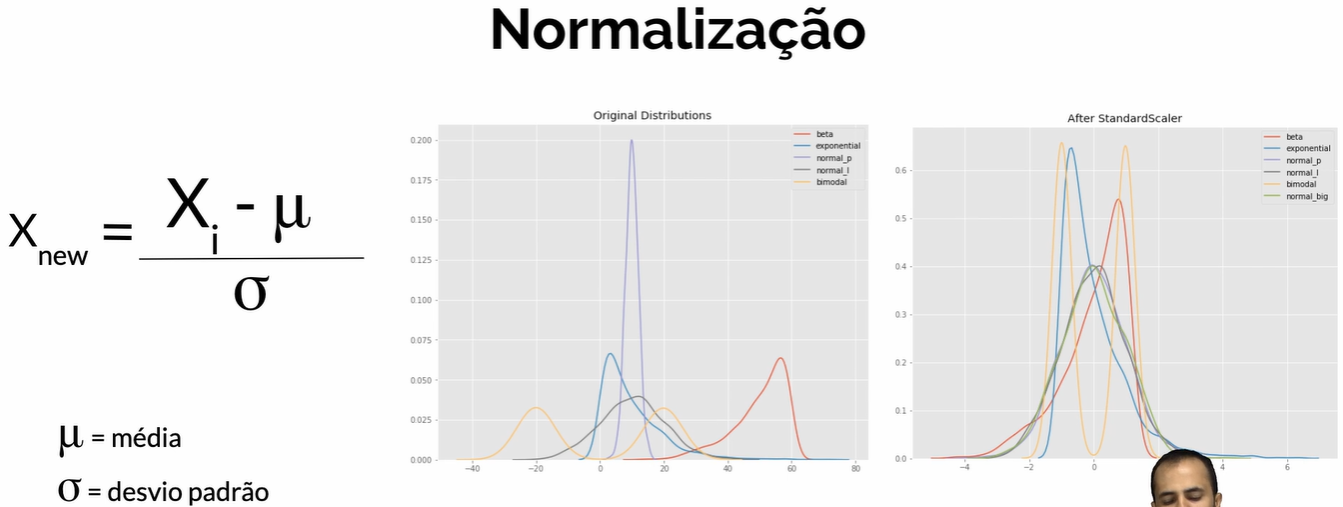 Normalização
X new = X i - μ
σ
μ = média
σ = desvio padrão
Original Distributions
0.200
0.175
0.150
0.125
0.100
0.075
0.050
0.025
0.000
−40 −20 0 20 40 60 80
beta
exponential
normal_p
normal_l
bimodal
After StandardScaler
0.6
0.5
0.4
0.3
0.2
0.1
0.0
−4 −2 0 4 6
beta
exponential
normal_p
normal_l
bimodal
normal_big